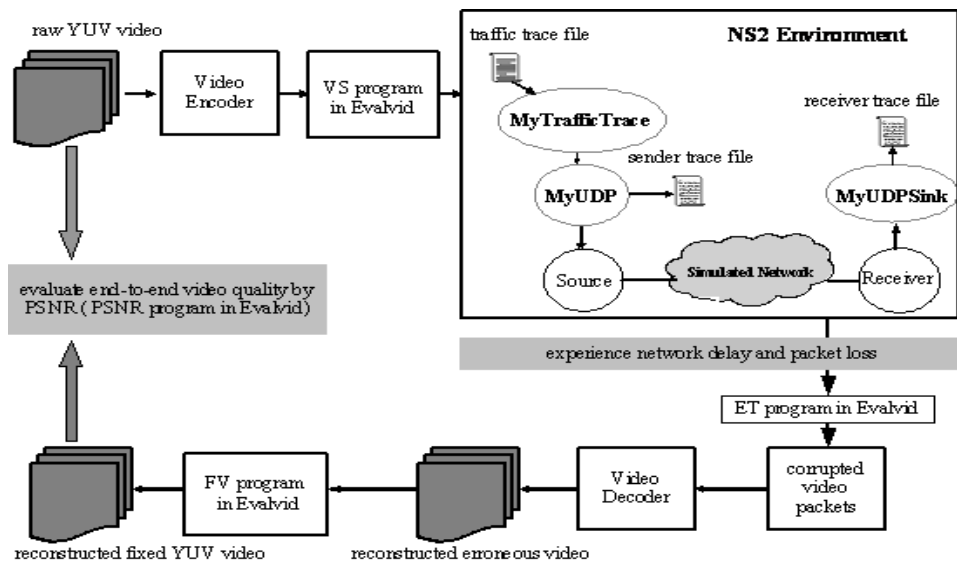 raw YUV video
Video
Encoder
VS program
in Evalvid
traffic trace file
NS2 Environment
MyTrafficTrace
receiver trace file
sender trace file
MyUDP
MyUDPSink
Source
Simulated Network
Receiver
evaluate end-to-end video quality by
PSNR ( PSNR program in Evalvid)
experience network delay and packet loss
ET program in Evalvid
FV program
in Evalvid
Video
Decoder
corrupted
video
packets
reconstructed fixed YUV video
reconstructed erroneous video